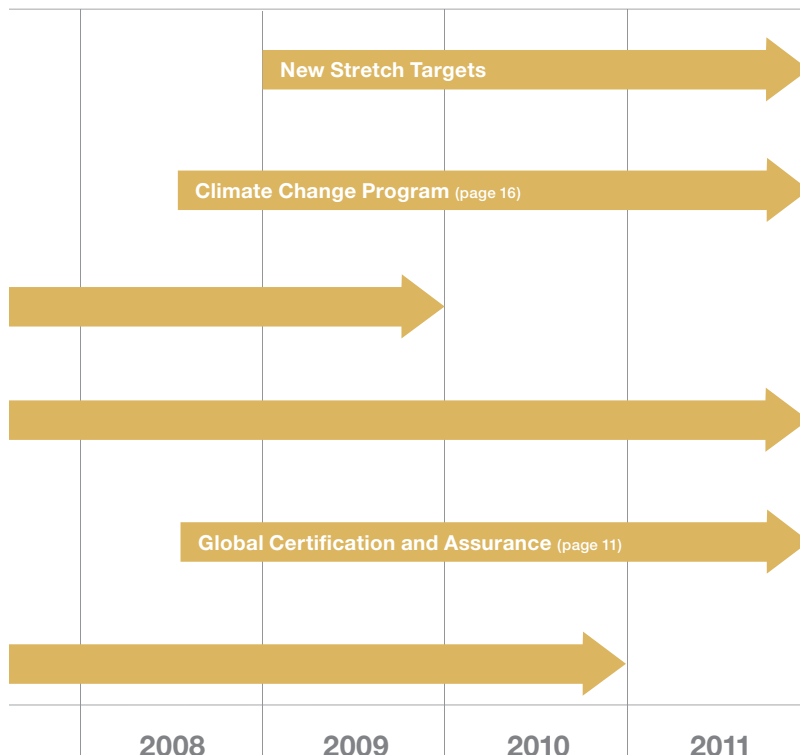 New Stretch Targets
Climate Change Program (page 16)
Global Certification and Assurance (page 11)
2008 2009 2010 2011